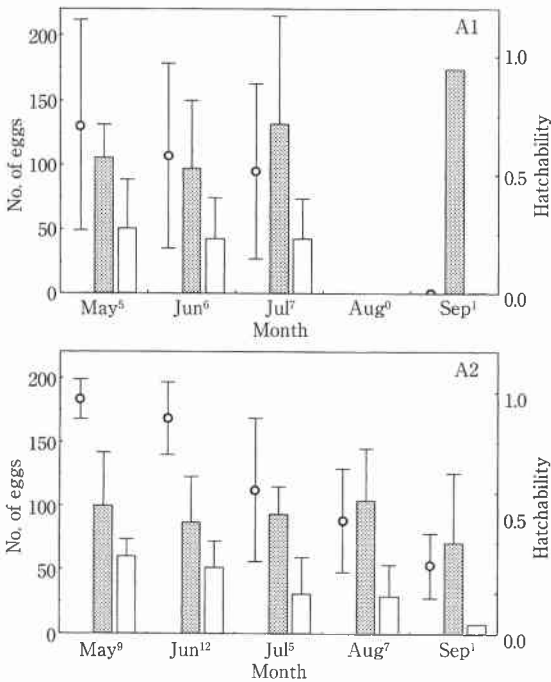 A1
200
150
100
50
0
No. of eggs
1.0
0.5
0.0
Hatchability
May⁵ Jun⁶ Jul⁷ Aug⁰ Sep¹
Month
A2
200
150
100
50
0
No. of eggs
1.0
0.5
0.0
Hatchability
May⁹ Jun¹² Jul¹⁵ Aug⁷ Sep¹
Month